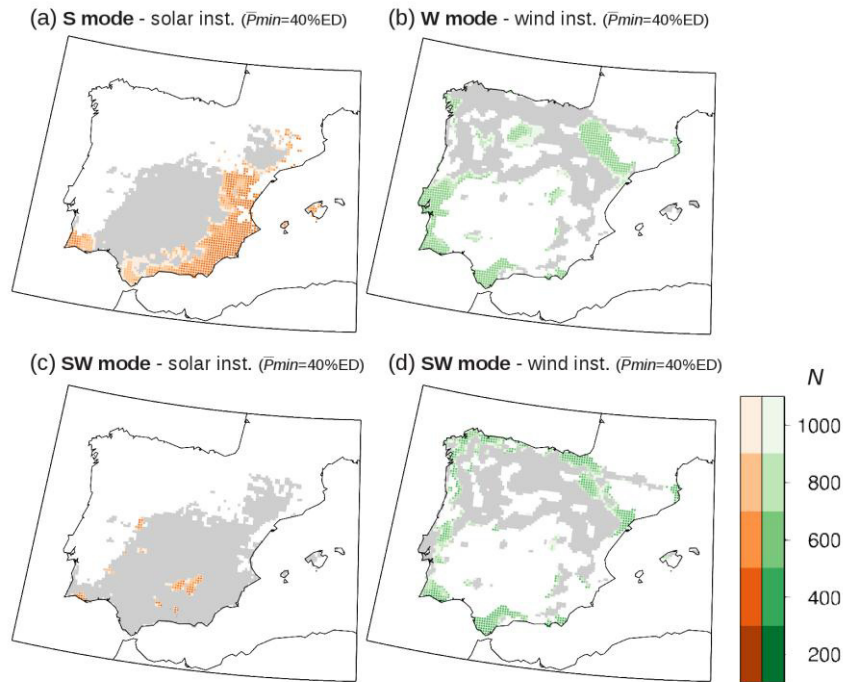 (a) S mode - solar inst. (P̅min=40%ED)
(b) W mode - wind inst. (P̅min=40%ED)
(c) SW mode - solar inst. (P̅min=40%ED)
(d) SW mode - wind inst. (P̅min=40%ED)
N
1000
800
600
400
200